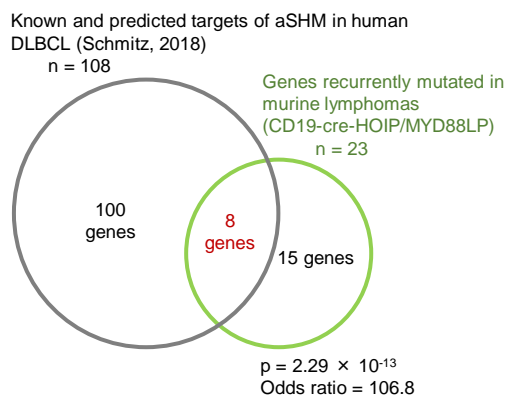 Known and predicted targets of aSHM in human
DLBCL (Schmitz, 2018)
n = 108
Genes recurrently mutated in
murine lymphomas
(CD19-cre-HOIP/MYD88LP)
n = 23
100
genes
8
genes
15 genes
p = 2.29 × 10-13
Odds ratio = 106.8